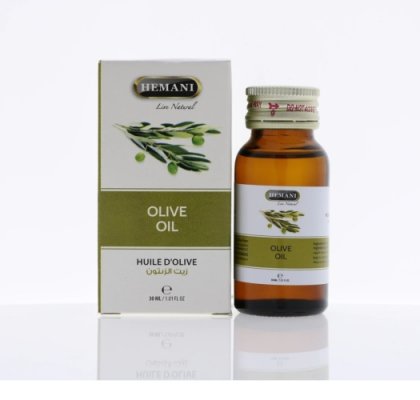 HEMANI
Live Natural
OLIVE
OIL
HUILE D'OLIVE
زيت الزيتون
℮
30 ML / 1.01 FL OZ
HEMANI
Live Natural
OLIVE
OIL